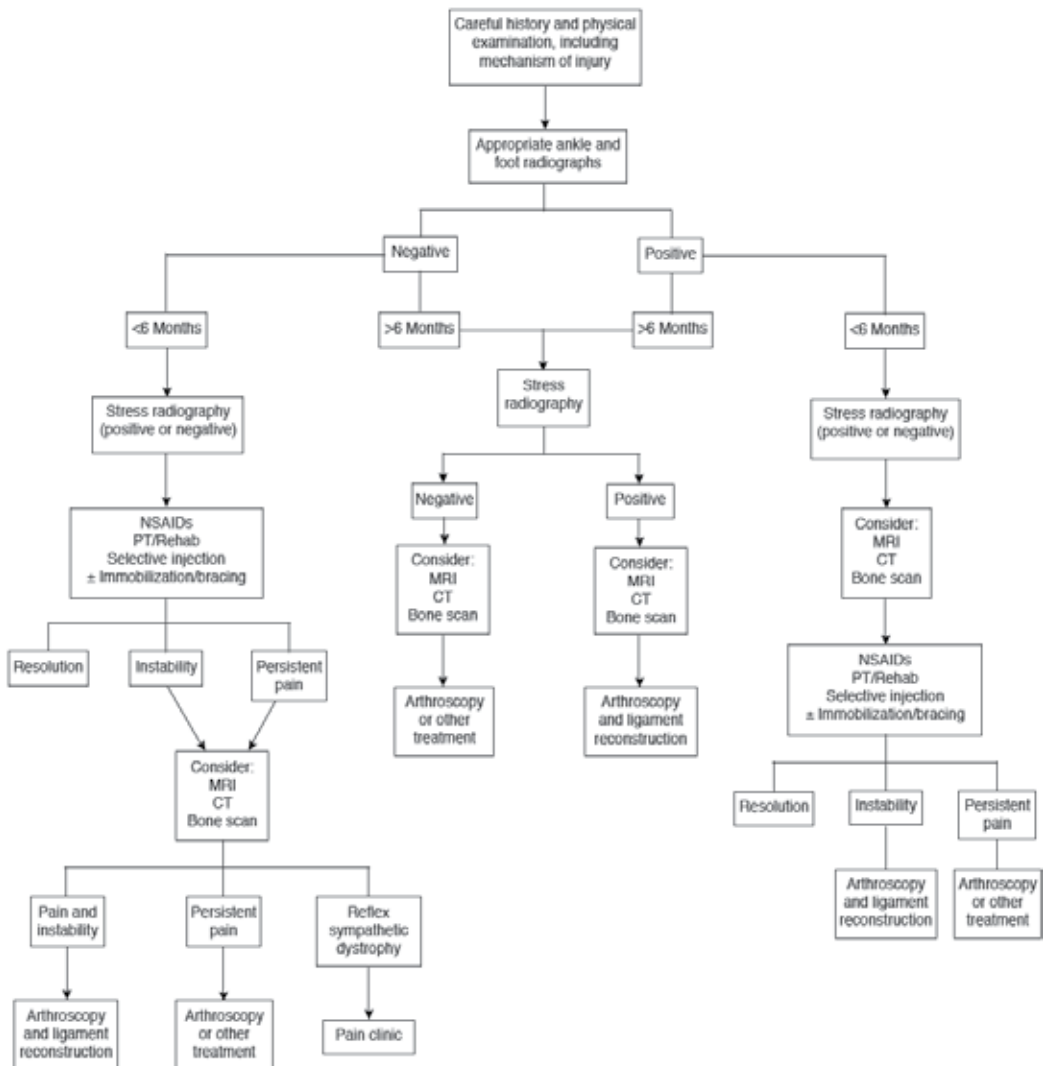 Careful history and physical
examination, including
mechanism of injury
Appropriate ankle and
foot radiographs
Negative
Positive
<6 Months
>6 Months
>6 Months
<6 Months
Stress radiography
(positive or negative)
Stress
radiography
Stress radiography
(positive or negative)
NSAIDs
PT/Rehab
Selective injection
± Immobilization/bracing
Negative
Positive
Consider:
MRI
CT
Bone scan
Consider:
MRI
CT
Bone scan
Consider:
MRI
CT
Bone scan
Resolution
Instability
Persistent
pain
Arthroscopy
or other
treatment
Arthroscopy
and ligament
reconstruction
NSAIDs
PT/Rehab
Selective injection
± Immobilization/bracing
Consider:
MRI
CT
Bone scan
Resolution
Instability
Persistent
pain
Pain and
instability
Persistent
pain
Reflex
sympathetic
dystrophy
Arthroscopy
and ligament
reconstruction
Arthroscopy
or other
treatment
Arthroscopy
and ligament
reconstruction
Arthroscopy
or other
treatment
Pain clinic